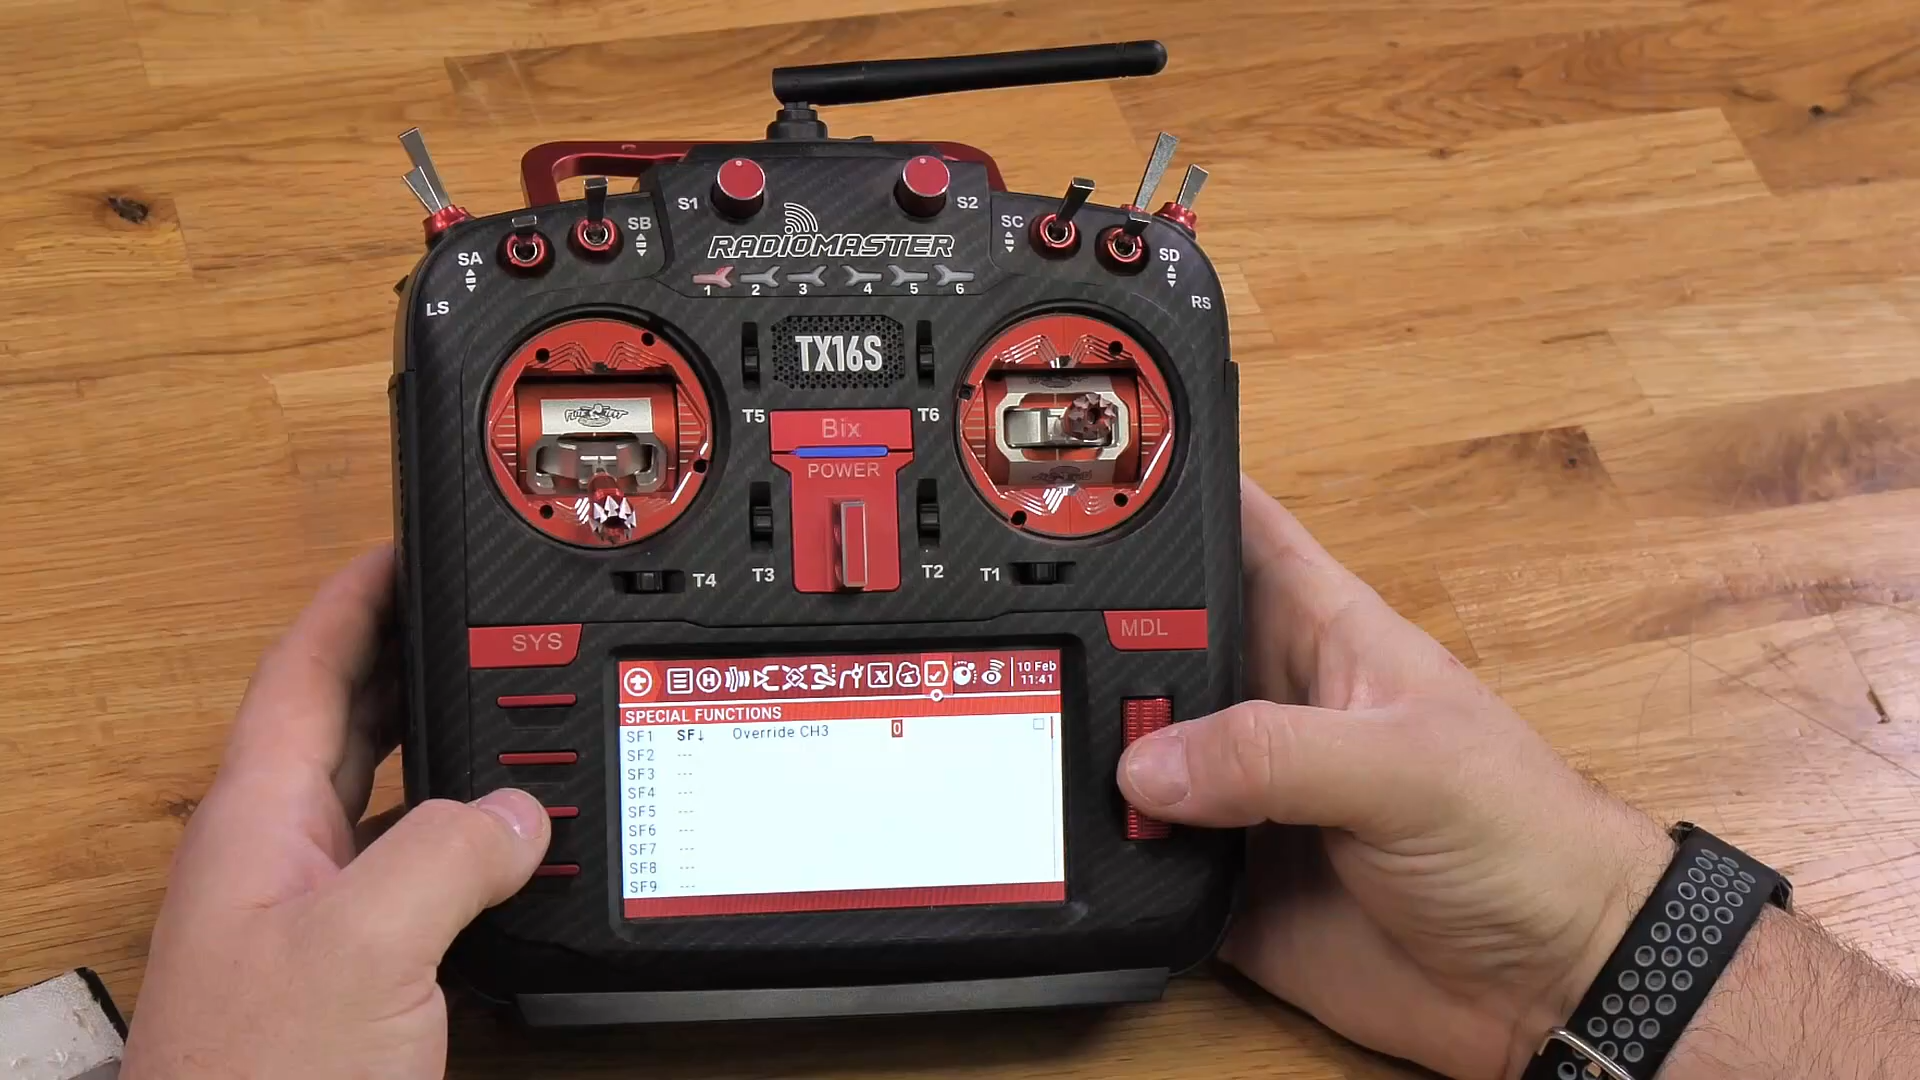 S1
S2
SB
SC
SA
SD
LS
RS
RADIOMASTER
1 2 3 4 5 6
TX16S
T5
T6
Bix
POWER
T4
T3
T2
T1
SYS
MDL
H
X
10 Feb
11:41
SPECIAL FUNCTIONS
SF1 SF↓ Override CH3 0
SF2 ---
SF3 ---
SF4 ---
SF5 ---
SF6 ---
SF7 ---
SF8 ---
SF9 ---